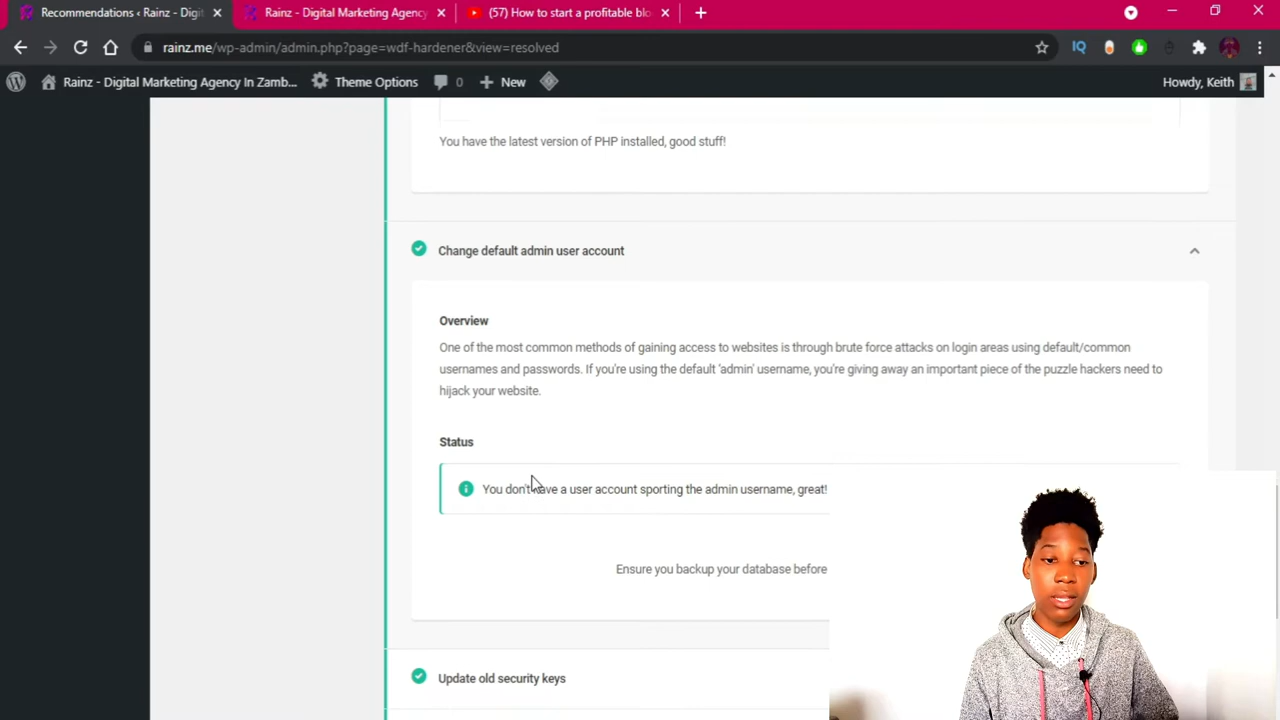 Recommendations ‹ Rainz - Digit
Rainz - Digital Marketing Agency
(57) How to start a profitable blo
rainz.me/wp-admin/admin.php?page=wdf-hardener&view=resolved
IQ
Rainz - Digital Marketing Agency In Zamb...
Theme Options
0
New
Howdy, Keith
You have the latest version of PHP installed, good stuff!
Change default admin user account
Overview
One of the most common methods of gaining access to websites is through brute force attacks on login areas using default/common
usernames and passwords. If you're using the default 'admin' username, you're giving away an important piece of the puzzle hackers need to
hijack your website.
Status
You don't have a user account sporting the admin username, great!
Ensure you backup your database before
Update old security keys